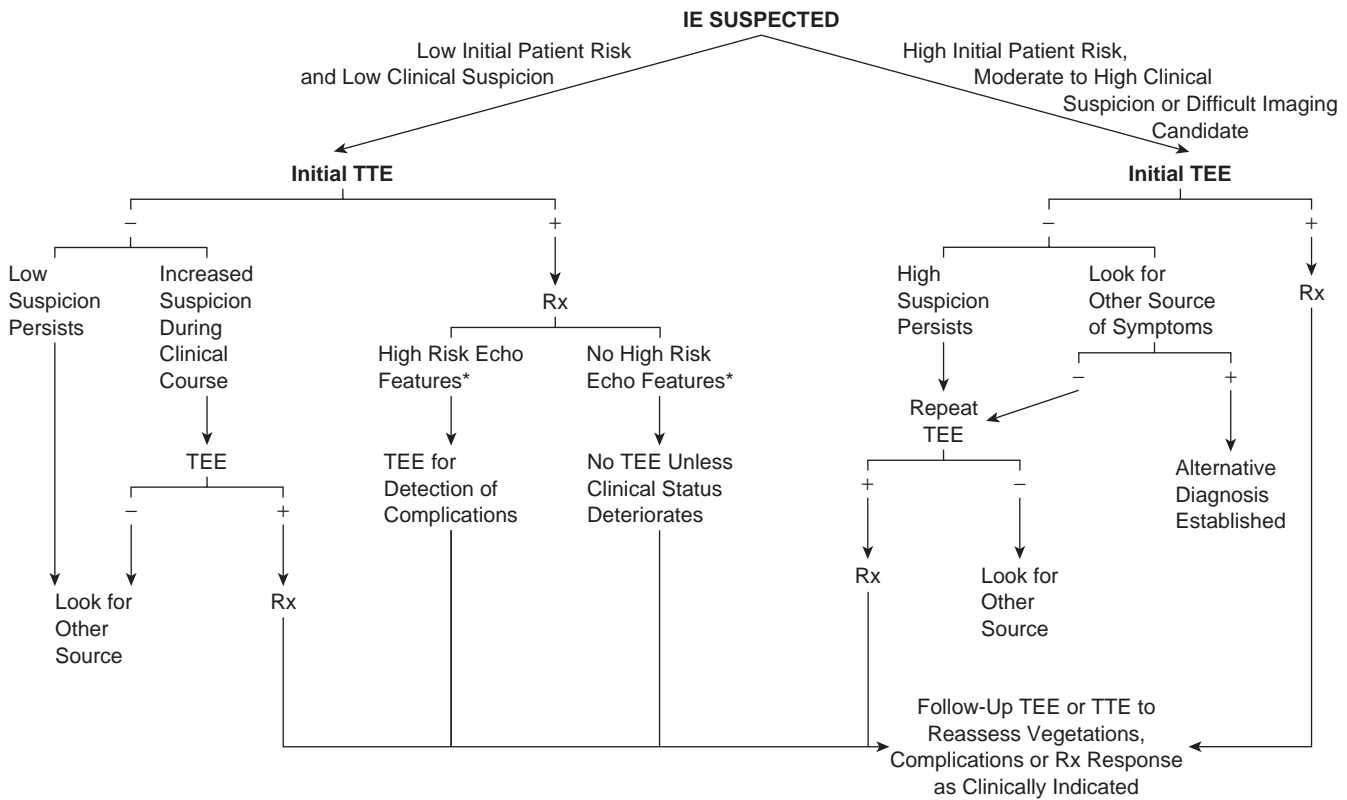 IE SUSPECTED
Low Initial Patient Risk
and Low Clinical Suspicion
High Initial Patient Risk,
Moderate to High Clinical
Suspicion or Difficult Imaging
Candidate
Initial TTE
Initial TEE
−
+
−
+
Low
Suspicion
Persists
Increased
Suspicion
During
Clinical
Course
Rx
High
Suspicion
Persists
Look for
Other Source
of Symptoms
Rx
High Risk Echo
Features*
No High Risk
Echo Features*
−
+
Repeat
TEE
TEE
TEE for
Detection of
Complications
No TEE Unless
Clinical Status
Deteriorates
Alternative
Diagnosis
Established
−
+
+
−
Look for
Other
Source
Rx
Rx
Look for
Other
Source
Follow-Up TEE or TTE to
Reassess Vegetations,
Complications or Rx Response
as Clinically Indicated